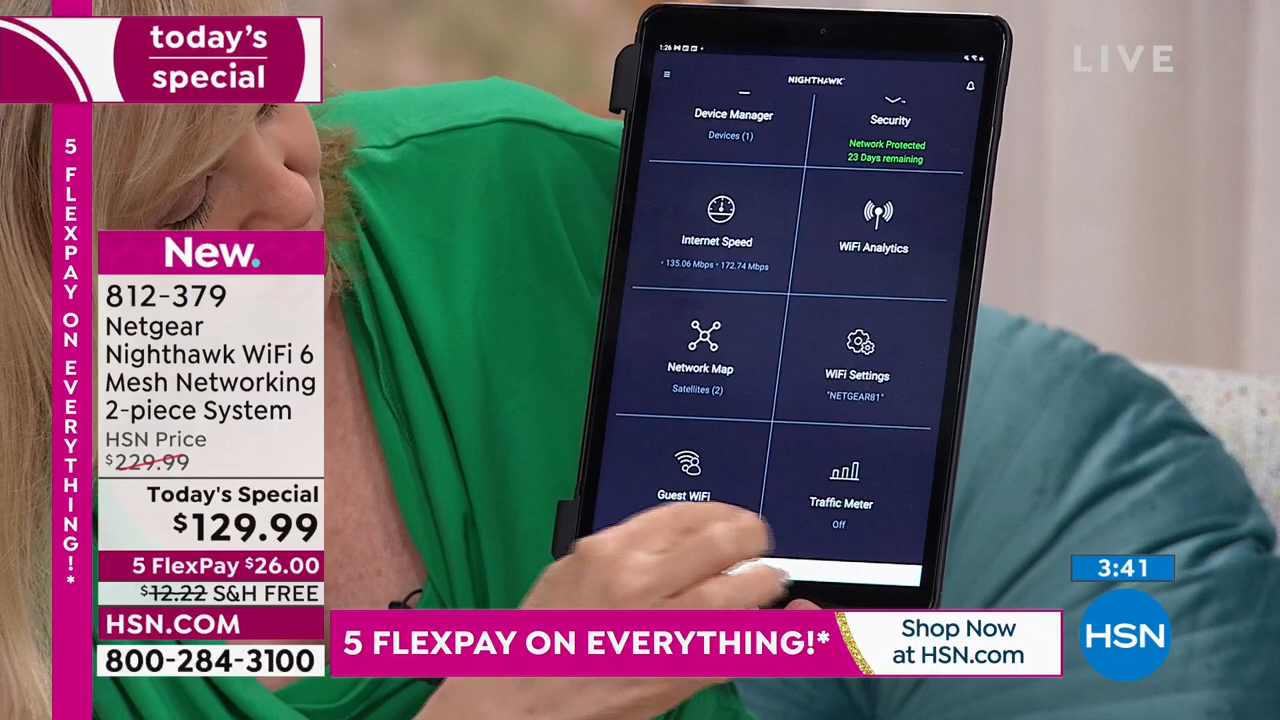 today's
special
5 FLEXPAY ON EVERYTHING!*
New.
812-379
Netgear
Nighthawk WiFi 6
Mesh Networking
2-piece System
HSN Price
$229.99
Today's Special
$129.99
5 FlexPay $26.00
$12.22 S&H FREE
HSN.COM
800-284-3100
LIVE
1:26
NIGHTHAWK
Device Manager
Devices (1)
Security
Network Protected
23 Days remaining
Internet Speed
• 135.06 Mbps • 172.74 Mbps
WiFi Analytics
Network Map
Satellites (2)
WiFi Settings
"NETGEAR81"
Guest WiFi
Traffic Meter
Off
3:41
HSN
5 FLEXPAY ON EVERYTHING!*
Shop Now
at HSN.com